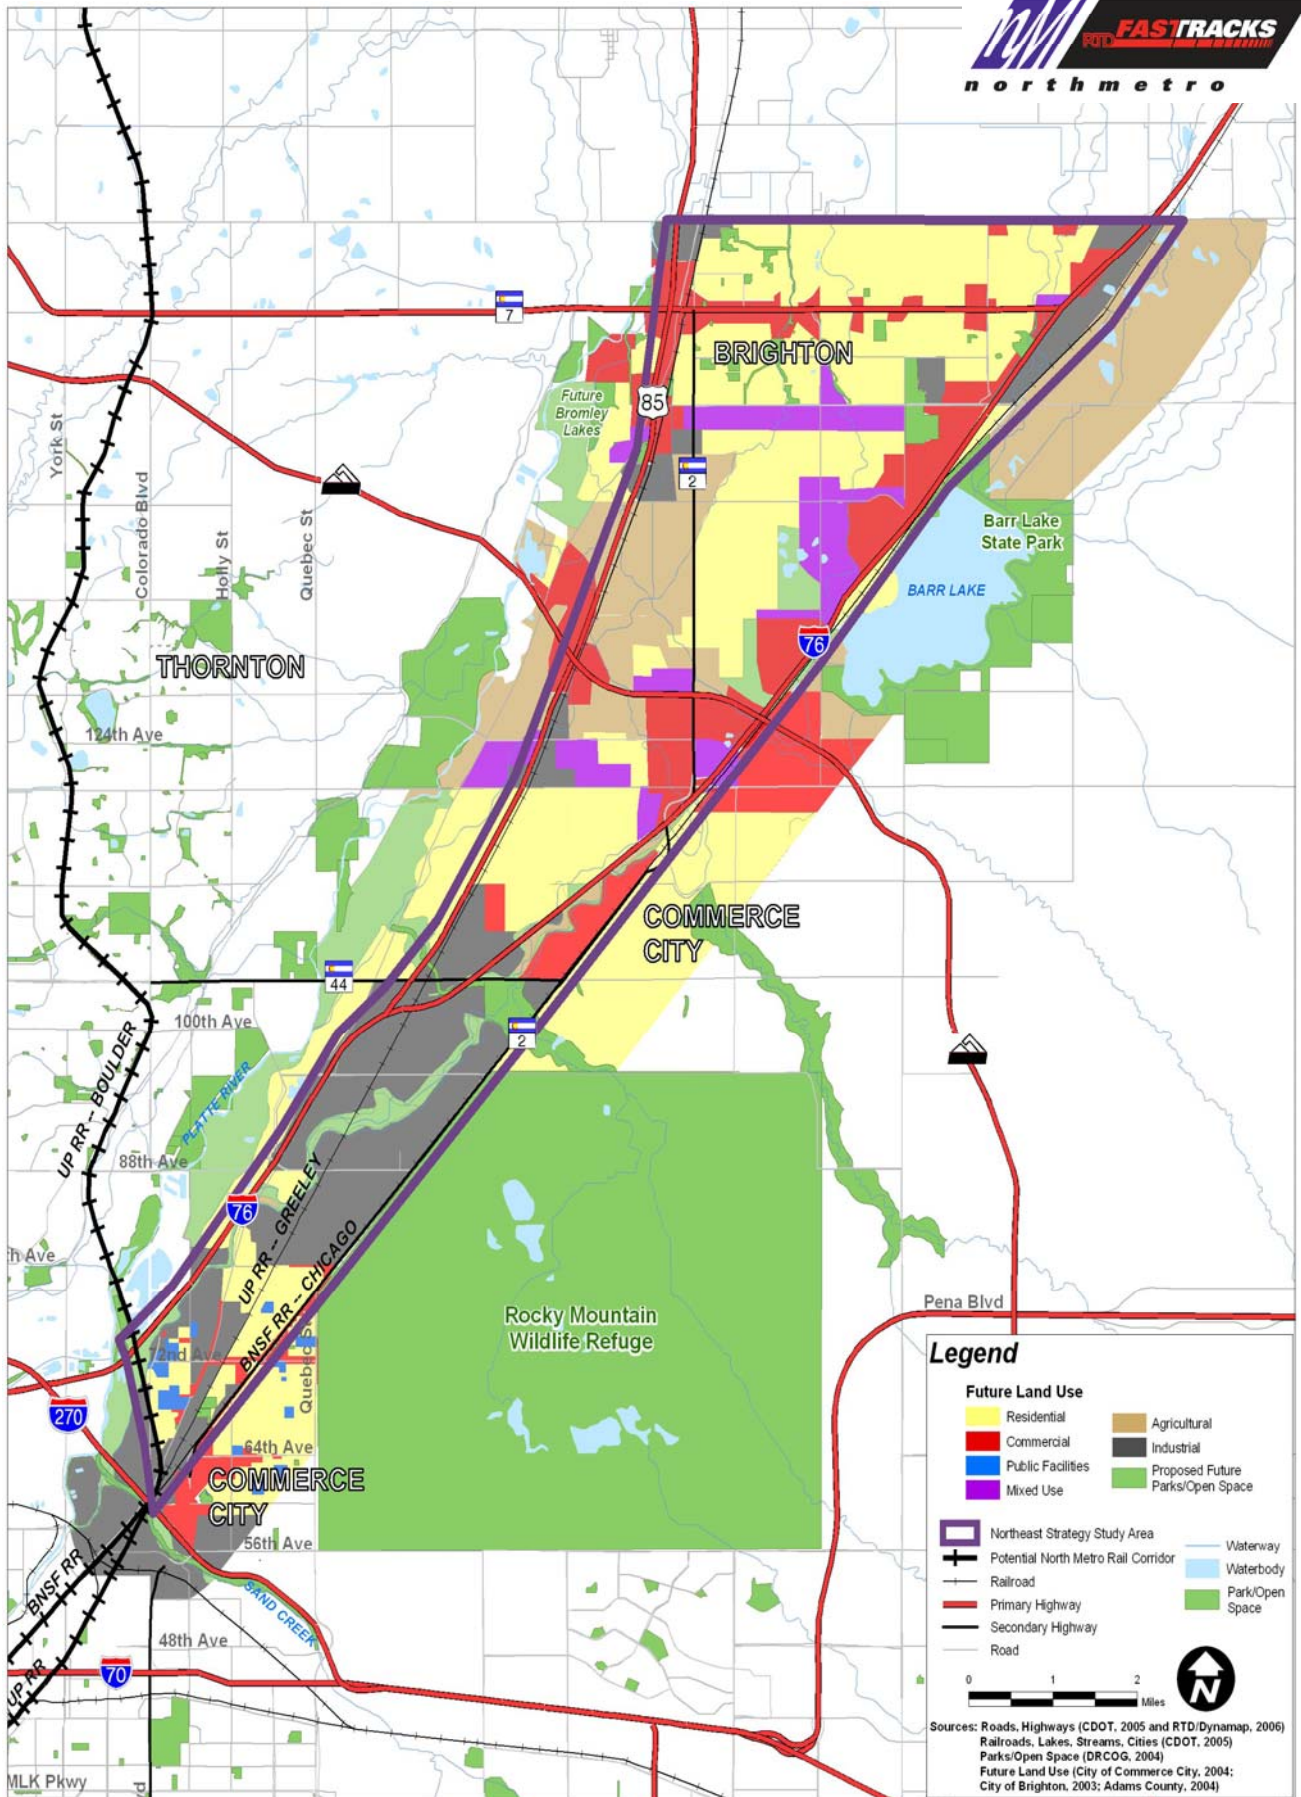 nM
RTD FASTRACKS
northmetro
7
BRIGHTON
85
Future
Bromley
Lakes
York St
Colorado Blvd
Holly St
Quebec St
2
Barr Lake
State Park
BARR LAKE
76
THORNTON
124th Ave
COMMERCE
CITY
44
100th Ave
2
UP RR -- BOULDER
PLATTE RIVER
88th Ave
76
UP RR -- GREELEY
BNSF RR -- CHICAGO
h Ave
Rocky Mountain
Wildlife Refuge
Pena Blvd
72nd Ave
270
64th Ave
COMMERCE
CITY
56th Ave
BNSF RR
SAND CREEK
48th Ave
UP RR
70
MLK Pkwy
Legend
Future Land Use
Residential
Commercial
Public Facilities
Mixed Use
Agricultural
Industrial
Proposed Future
Parks/Open Space
Northeast Strategy Study Area
Potential North Metro Rail Corridor
Railroad
Primary Highway
Secondary Highway
Road
Waterway
Waterbody
Park/Open
Space
0 1 2
Miles
N
Sources: Roads, Highways (CDOT, 2005 and RTD/Dynamap, 2006)
Railroads, Lakes, Streams, Cities (CDOT, 2005)
Parks/Open Space (DRCOG, 2004)
Future Land Use (City of Commerce City, 2004;
City of Brighton, 2003; Adams County, 2004)